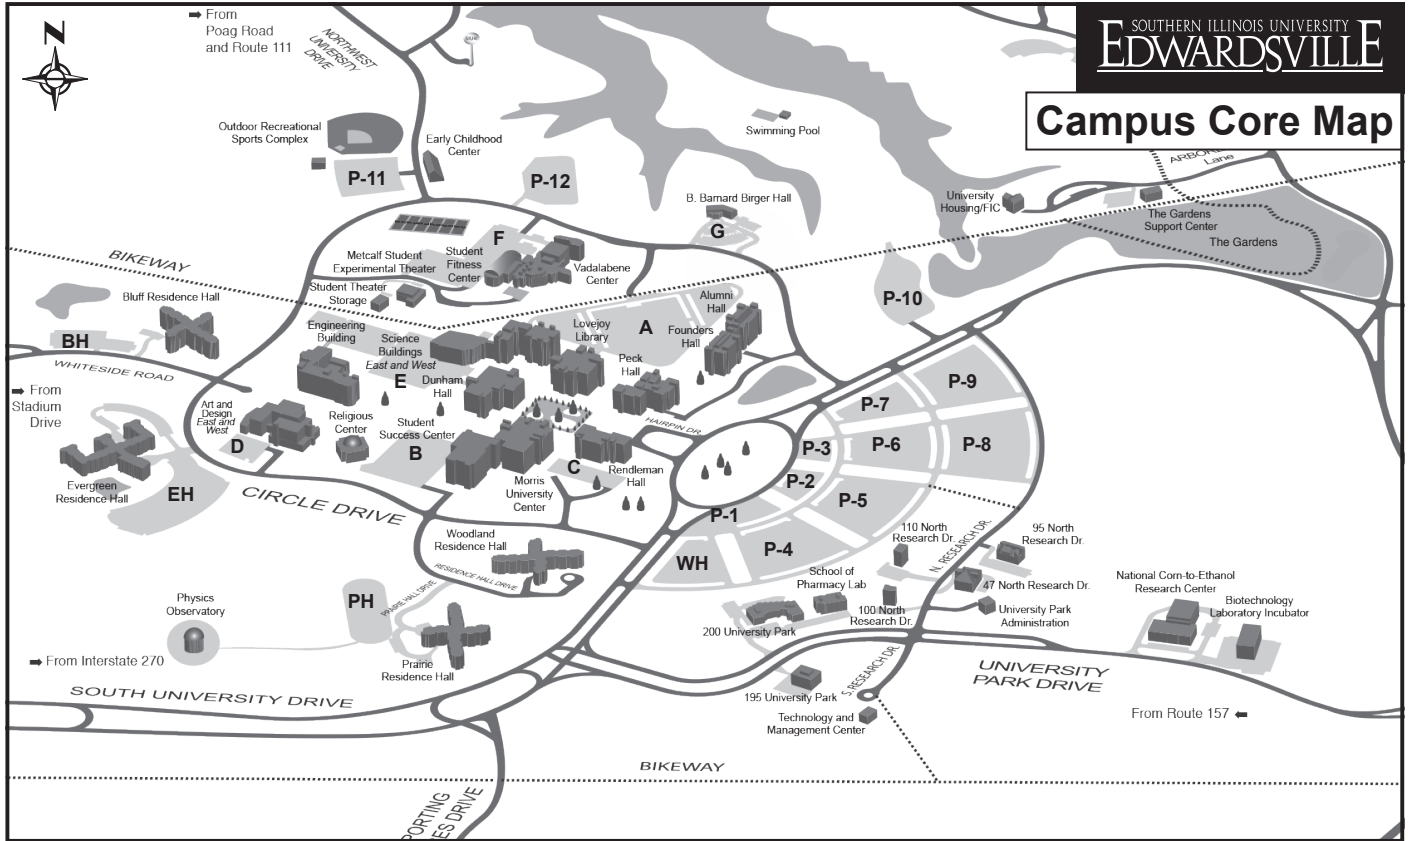 SOUTHERN ILLINOIS UNIVERSITY
EDWARDSVILLE
Campus Core Map
N
From
Poag Road
and Route 111
NORTHWEST
UNIVERSITY
DRIVE
Outdoor Recreational
Sports Complex
Early Childhood
Center
P-11
P-12
Swimming Pool
ARBOR
Lane
University
Housing/FIC
The Gardens
Support Center
The Gardens
B. Barnard Birger Hall
G
F
Metcalf Student
Experimental Theater
Student
Fitness
Center
Vadalabene
Center
Student Theater
Storage
BIKEWAY
Bluff Residence Hall
BH
WHITESIDE ROAD
From
Stadium
Drive
P-10
Alumni
Hall
A
Lovejoy
Library
Founders
Hall
Engineering
Building
Science
Buildings
East and West
E
Dunham
Hall
Peck
Hall
Art and
Design
East and
West
D
Religious
Center
Student
Success Center
B
HAIRPIN DR.
C
Rendleman
Hall
Morris
University
Center
Evergreen
Residence Hall
EH
CIRCLE DRIVE
P-9
P-7
P-8
P-6
P-3
P-2
P-5
P-1
P-4
WH
Woodland
Residence Hall
RESIDENCE HALL DRIVE
PRAIRIE HALL DRIVE
PH
Physics
Observatory
Prairie
Residence Hall
110 North
Research Dr.
N. RESEARCH DR.
95 North
Research Dr.
School of
Pharmacy Lab
47 North Research Dr.
100 North
Research Dr.
University Park
Administration
200 University Park
National Corn-to-Ethanol
Research Center
Biotechnology
Laboratory Incubator
From Interstate 270
SOUTH UNIVERSITY DRIVE
195 University Park
S. RESEARCH DR.
Technology and
Management Center
UNIVERSITY
PARK DRIVE
From Route 157
BIKEWAY
PORTING
ES DRIVE